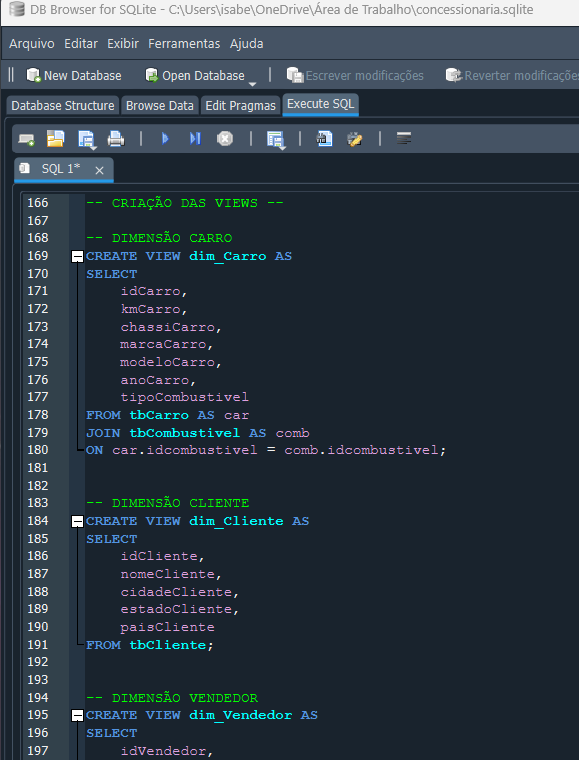 DB Browser for SQLite - C:\Users\isabe\OneDrive\Área de Trabalho\concessionaria.sqlite
Arquivo Editar Exibir Ferramentas Ajuda
New Database Open Database Escrever modificações Reverter modificações
Database Structure Browse Data Edit Pragmas Execute SQL
SQL 1*
166 -- CRIAÇÃO DAS VIEWS --
167
168 -- DIMENSÃO CARRO
169 CREATE VIEW dim_Carro AS
170 SELECT
171 idCarro,
172 kmCarro,
173 chassiCarro,
174 marcaCarro,
175 modeloCarro,
176 anoCarro,
177 tipoCombustivel
178 FROM tbCarro AS car
179 JOIN tbCombustivel AS comb
180 ON car.idcombustivel = comb.idcombustivel;
181
182
183 -- DIMENSÃO CLIENTE
184 CREATE VIEW dim_Cliente AS
185 SELECT
186 idCliente,
187 nomeCliente,
188 cidadeCliente,
189 estadoCliente,
190 paisCliente
191 FROM tbCliente;
192
193
194 -- DIMENSÃO VENDEDOR
195 CREATE VIEW dim_Vendedor AS
196 SELECT
197 idVendedor,